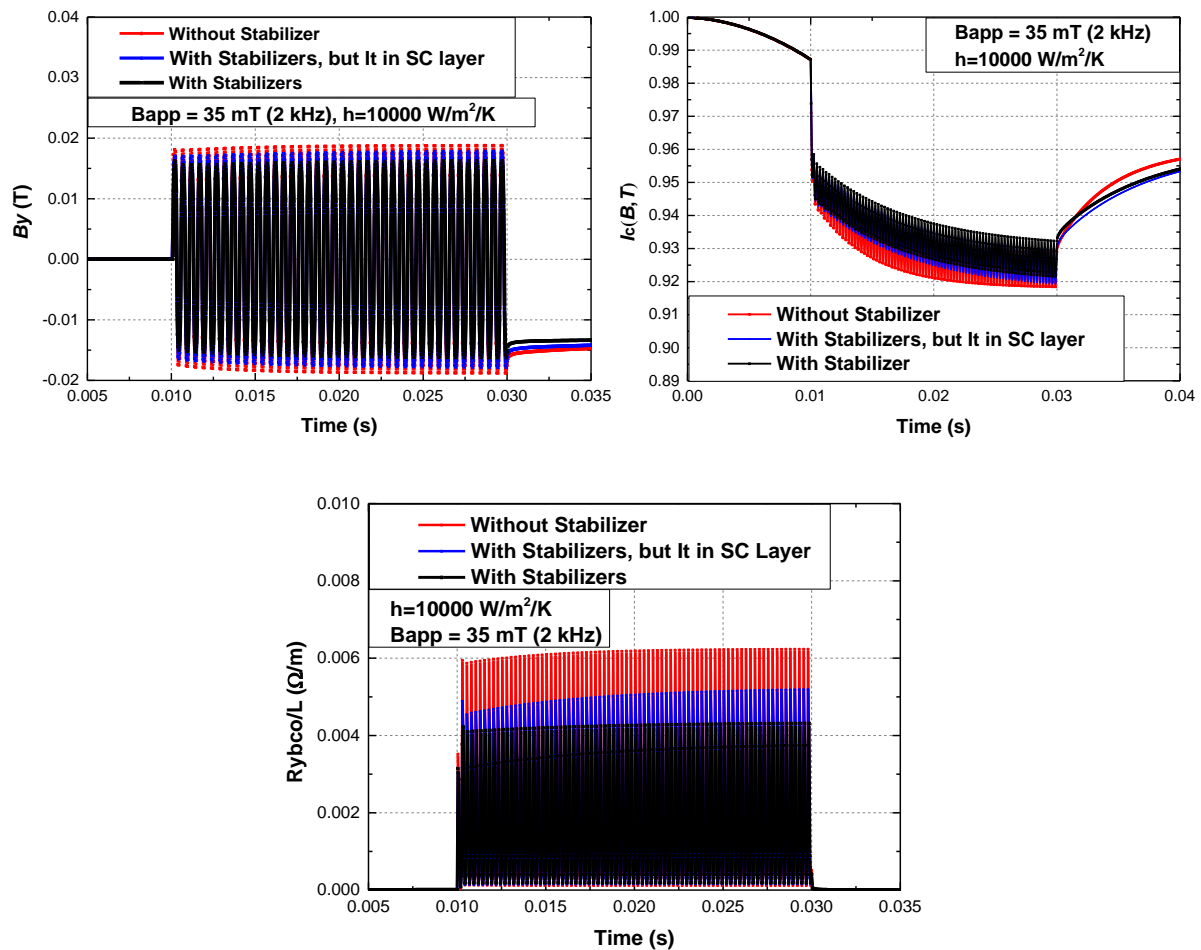 0.04
0.03
0.02
0.01
0.00
-0.01
-0.02
By (T)
Without Stabilizer
With Stabilizers, but It in SC layer
With Stabilizers
Bapp = 35 mT (2 kHz), h=10000 W/m²/K
0.005 0.010 0.015 0.020 0.025 0.030 0.035
Time (s)
1.00
0.99
0.98
0.97
0.96
0.95
0.94
0.93
0.92
0.91
0.90
0.89
Ic(B,T)
Bapp = 35 mT (2 kHz)
h=10000 W/m²/K
Without Stabilizer
With Stabilizers, but It in SC layer
With Stabilizer
0.00 0.01 0.02 0.03 0.04
Time (s)
0.010
0.008
0.006
0.004
0.002
0.000
Rybco/L (Ω/m)
Without Stabilizer
With Stabilizers, but It in SC Layer
With Stabilizers
h=10000 W/m²/K
Bapp = 35 mT (2 kHz)
0.005 0.010 0.015 0.020 0.025 0.030 0.035
Time (s)